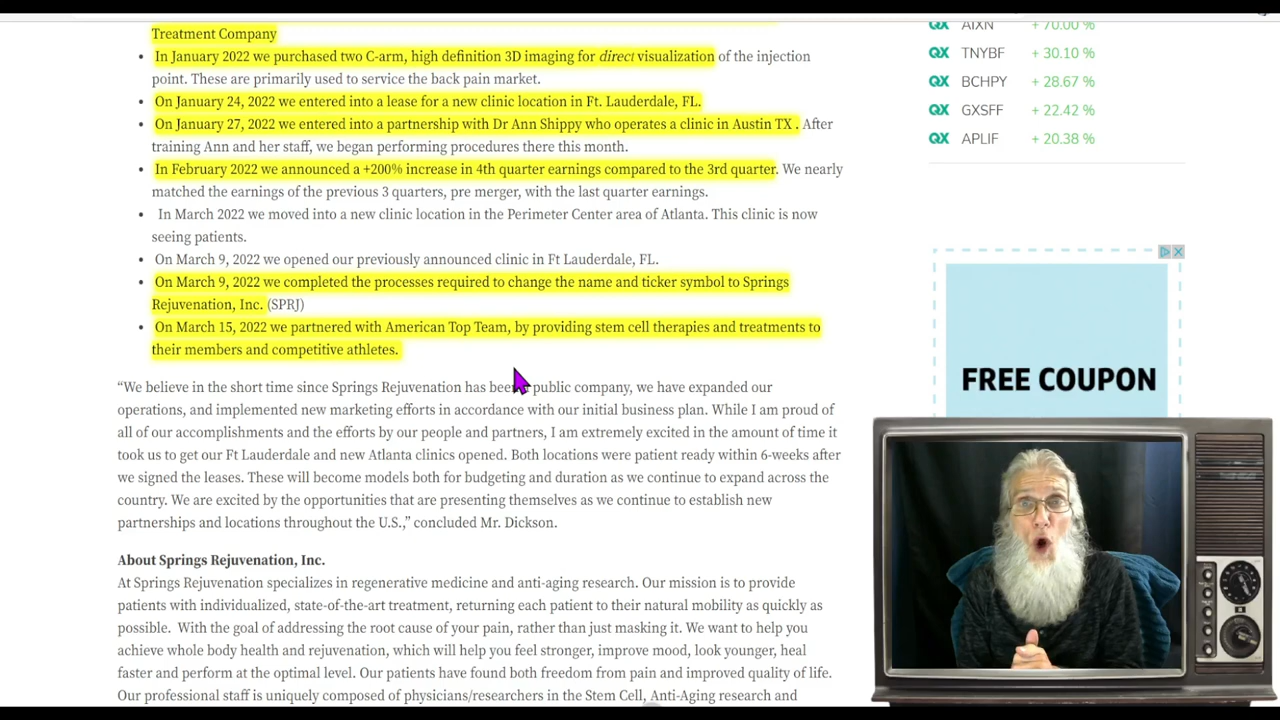 Treatment Company
• In January 2022 we purchased two C-arm, high definition 3D imaging for direct visualization of the injection
point. These are primarily used to service the back pain market.
• On January 24, 2022 we entered into a lease for a new clinic location in Ft. Lauderdale, FL.
• On January 27, 2022 we entered into a partnership with Dr Ann Shippy who operates a clinic in Austin TX . After
training Ann and her staff, we began performing procedures there this month.
• In February 2022 we announced a +200% increase in 4th quarter earnings compared to the 3rd quarter. We nearly
matched the earnings of the previous 3 quarters, pre merger, with the last quarter earnings.
• In March 2022 we moved into a new clinic location in the Perimeter Center area of Atlanta. This clinic is now
seeing patients.
• On March 9, 2022 we opened our previously announced clinic in Ft Lauderdale, FL.
• On March 9, 2022 we completed the processes required to change the name and ticker symbol to Springs
Rejuvenation, Inc. (SPRJ)
• On March 15, 2022 we partnered with American Top Team, by providing stem cell therapies and treatments to
their members and competitive athletes.
“We believe in the short time since Springs Rejuvenation has been a public company, we have expanded our
operations, and implemented new marketing efforts in accordance with our initial business plan. While I am proud of
all of our accomplishments and the efforts by our people and partners, I am extremely excited in the amount of time it
took us to get our Ft Lauderdale and new Atlanta clinics opened. Both locations were patient ready within 6-weeks after
we signed the leases. These will become models both for budgeting and duration as we continue to expand across the
country. We are excited by the opportunities that are presenting themselves as we continue to establish new
partnerships and locations throughout the U.S.,” concluded Mr. Dickson.
About Springs Rejuvenation, Inc.
At Springs Rejuvenation specializes in regenerative medicine and anti-aging research. Our mission is to provide
patients with individualized, state-of-the-art treatment, returning each patient to their natural mobility as quickly as
possible. With the goal of addressing the root cause of your pain, rather than just masking it. We want to help you
achieve whole body health and rejuvenation, which will help you feel stronger, improve mood, look younger, heal
faster and perform at the optimal level. Our patients have found both freedom from pain and improved quality of life.
Our professional staff is uniquely composed of physicians/researchers in the Stem Cell, Anti-Aging research and
QX AIXN + 70.00 %
QX TNYBF + 30.10 %
QX BCHPY + 28.67 %
QX GXSFF + 22.42 %
QX APLIF + 20.38 %
FREE COUPON